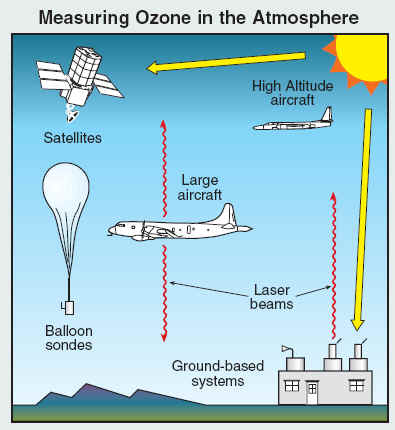 Measuring Ozone in the Atmosphere
High Altitude
aircraft
Satellites
Large
aircraft
Laser
beams
Balloon
sondes
Ground-based
systems